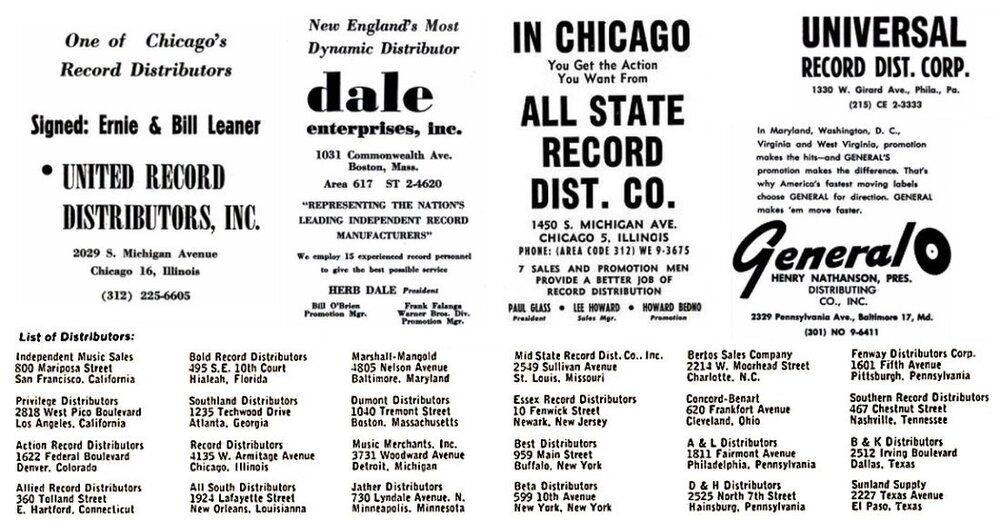 One of Chicago's
Record Distributors
Signed: Ernie & Bill Leaner
• UNITED RECORD
DISTRIBUTORS, INC.
2029 S. Michigan Avenue
Chicago 16, Illinois
(312) 225-6605
New England's Most
Dynamic Distributor
dale
enterprises, inc.
1031 Commonwealth Ave.
Boston, Mass.
Area 617 ST 2-4620
"REPRESENTING THE NATION'S
LEADING INDEPENDENT RECORD
MANUFACTURERS"
We employ 15 experienced record personnel
to give the best possible service
HERB DALE President
Bill O'Brien
Promotion Mgr.
Frank Falanga
Warner Bros. Div.
Promotion Mgr.
IN CHICAGO
You Get the Action
You Want From
ALL STATE
RECORD
DIST. CO.
1450 S. MICHIGAN AVE.
CHICAGO 5, ILLINOIS
PHONE: (AREA CODE 312) WE 9-3675
7 SALES AND PROMOTION MEN
PROVIDE A BETTER JOB OF
RECORD DISTRIBUTION
PAUL GLASS • LEE HOWARD • HOWARD BEDNO
President Sales Mgr. Promotion
UNIVERSAL
RECORD DIST. CORP.
1330 W. Girard Ave., Phila., Pa.
(215) CE 2-3333
In Maryland, Washington, D. C.,
Virginia and West Virginia, promotion
makes the hits—and GENERAL'S
promotion makes the difference. That's
why America's fastest moving labels
choose GENERAL for direction. GENERAL
makes 'em move faster.
General
HENRY NATHANSON, PRES.
DISTRIBUTING
CO., INC.
2329 Pennsylvania Ave., Baltimore 17, Md.
(301) NO 9-6411
List of Distributors:
Independent Music Sales
800 Mariposa Street
San Francisco, California
Privilege Distributors
2818 West Pico Boulevard
Los Angeles, California
Action Record Distributors
1622 Federal Boulevard
Denver, Colorado
Allied Record Distributors
360 Tolland Street
E. Hartford, Connecticut
Bold Record Distributors
495 S.E. 10th Court
Hialeah, Florida
Southland Distributors
1235 Techwood Drive
Atlanta, Georgia
Record Distributors
4135 W. Armitage Avenue
Chicago, Illinois
All South Distributors
1924 Lafayette Street
New Orleans, Louisianna
Marshall-Mangold
4805 Nelson Avenue
Baltimore, Maryland
Dumont Distributors
1040 Tremont Street
Boston, Massachusetts
Music Merchants, Inc.
3731 Woodward Avenue
Detroit, Michigan
Jather Distributors
730 Lyndale Avenue, N.
Minneapolis, Minnesota
Mid State Record Dist. Co., Inc.
2549 Sullivan Avenue
St. Louis, Missouri
Essex Record Distributors
10 Fenwick Street
Newark, New Jersey
Best Distributors
959 Main Street
Buffalo, New York
Beta Distributors
599 10th Avenue
New York, New York
Bertos Sales Company
2214 W. Moorhead Street
Charlotte, N.C.
Concord-Benart
620 Frankfort Avenue
Cleveland, Ohio
A & L Distributors
1811 Fairmont Avenue
Philadelphia, Pennsylvania
D & H Distributors
2525 North 7th Street
Hainsburg, Pennsylvania
Fenway Distributors Corp.
1601 Fifth Avenue
Pittsburgh, Pennsylvania
Southern Record Distributors
467 Chestnut Street
Nashville, Tennessee
B & K Distributors
2512 Irving Boulevard
Dallas, Texas
Sunland Supply
2227 Texas Avenue
El Paso, Texas